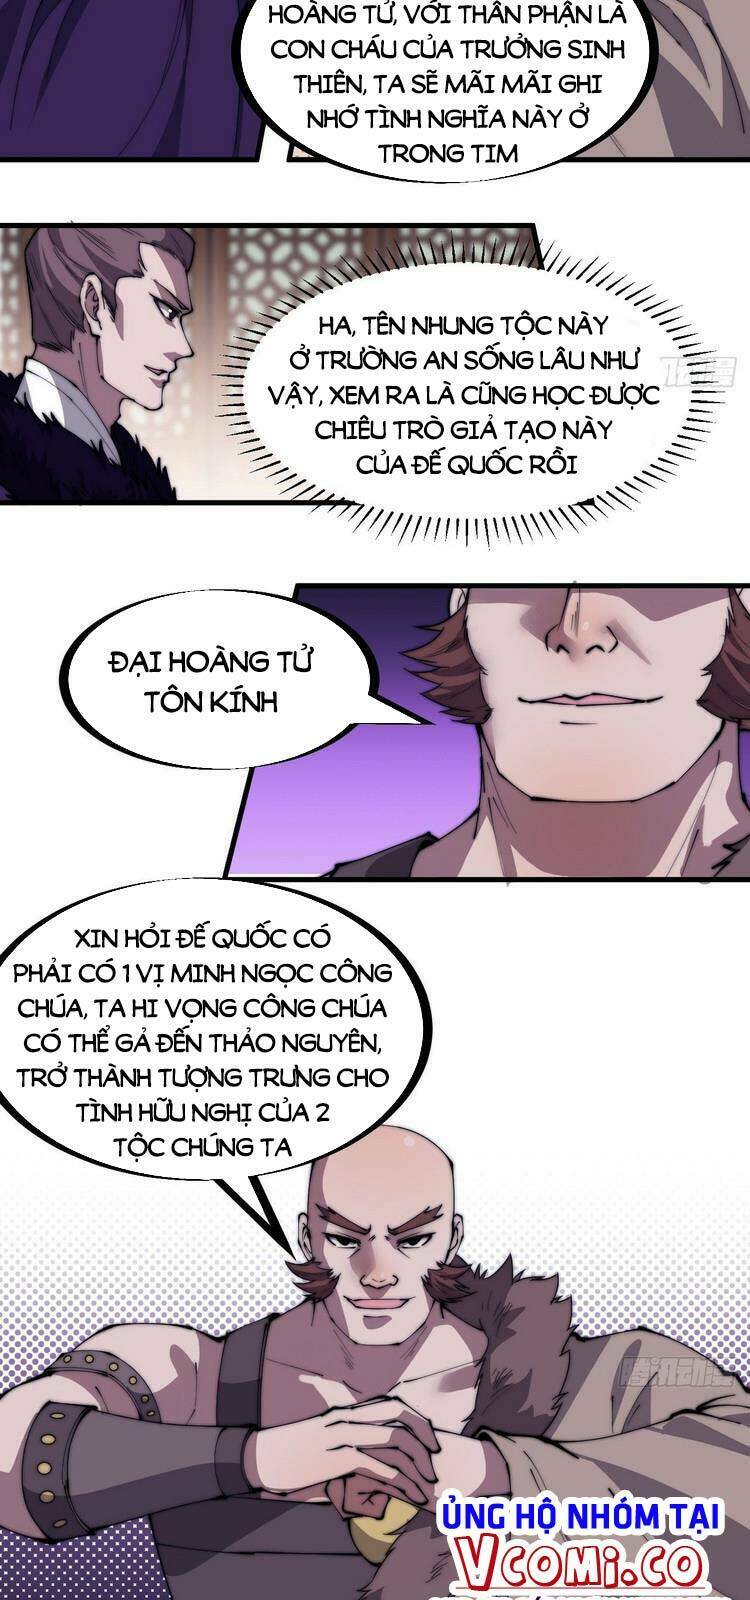 HOÀNG TỬ, VỚI THÂN PHẬN LÀ
CON CHÁU CỦA TRƯỞNG SINH
THIÊN, TA SẼ MÃI MÃI GHI
NHỚ TÌNH NGHĨA NÀY Ở
TRONG TIM
HA, TÊN NHUNG TỘC NÀY
Ở TRƯỜNG AN SỐNG LÂU NHƯ
VẬY, XEM RA LÀ CŨNG HỌC ĐƯỢC
CHIÊU TRÒ GIẢ TẠO NÀY
CỦA ĐẾ QUỐC RỒI
ĐẠI HOÀNG TỬ
TÔN KÍNH
XIN HỎI ĐẾ QUỐC CÓ
PHẢI CÓ 1 VỊ MINH NGỌC CÔNG
CHÚA, TA HI VỌNG CÔNG CHÚA
CÓ THỂ GẢ ĐẾN THẢO NGUYÊN,
TRỞ THÀNH TƯỢNG TRƯNG CHO
TÌNH HỮU NGHỊ CỦA 2
TỘC CHÚNG TA
腾讯动漫
ỦNG HỘ NHÓM TẠI
Vcomi.co